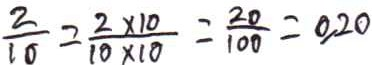 2/10 = 2×10/10×10 = 20/100 = 0,20